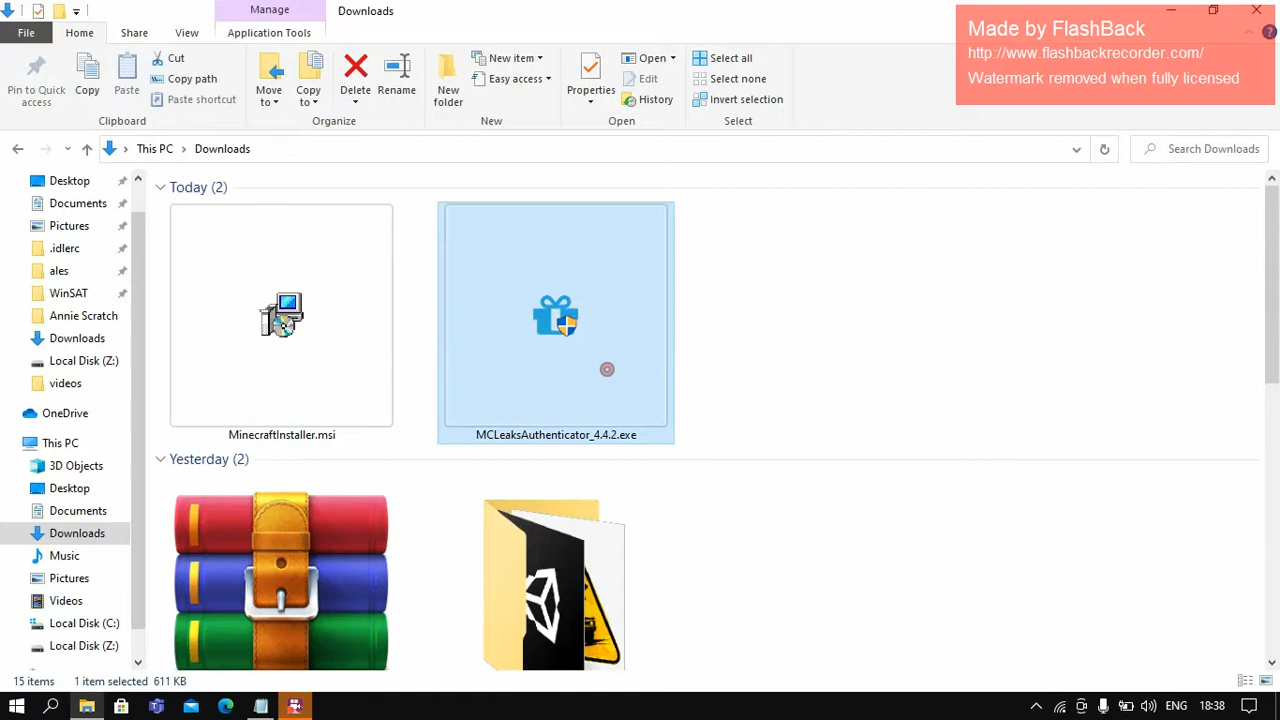 Manage
Downloads
File
Home
Share
View
Application Tools
Made by FlashBack
http://www.flashbackrecorder.com/
Watermark removed when fully licensed
Pin to Quick access
Copy
Paste
Cut
Copy path
Paste shortcut
Clipboard
Move to
Copy to
Delete
Rename
Organize
New folder
New item
Easy access
New
Properties
Open
Edit
History
Open
Select all
Select none
Invert selection
Select
This PC
Downloads
Search Downloads
Desktop
Documents
Pictures
.idlerc
ales
WinSAT
Annie Scratch
Downloads
Local Disk (Z:)
videos
OneDrive
This PC
3D Objects
Desktop
Documents
Downloads
Music
Pictures
Videos
Local Disk (C:)
Local Disk (Z:)
Today (2)
MinecraftInstaller.msi
MCLeaksAuthenticator_4.4.2.exe
Yesterday (2)
15 items
1 item selected 611 KB
ENG
18:38